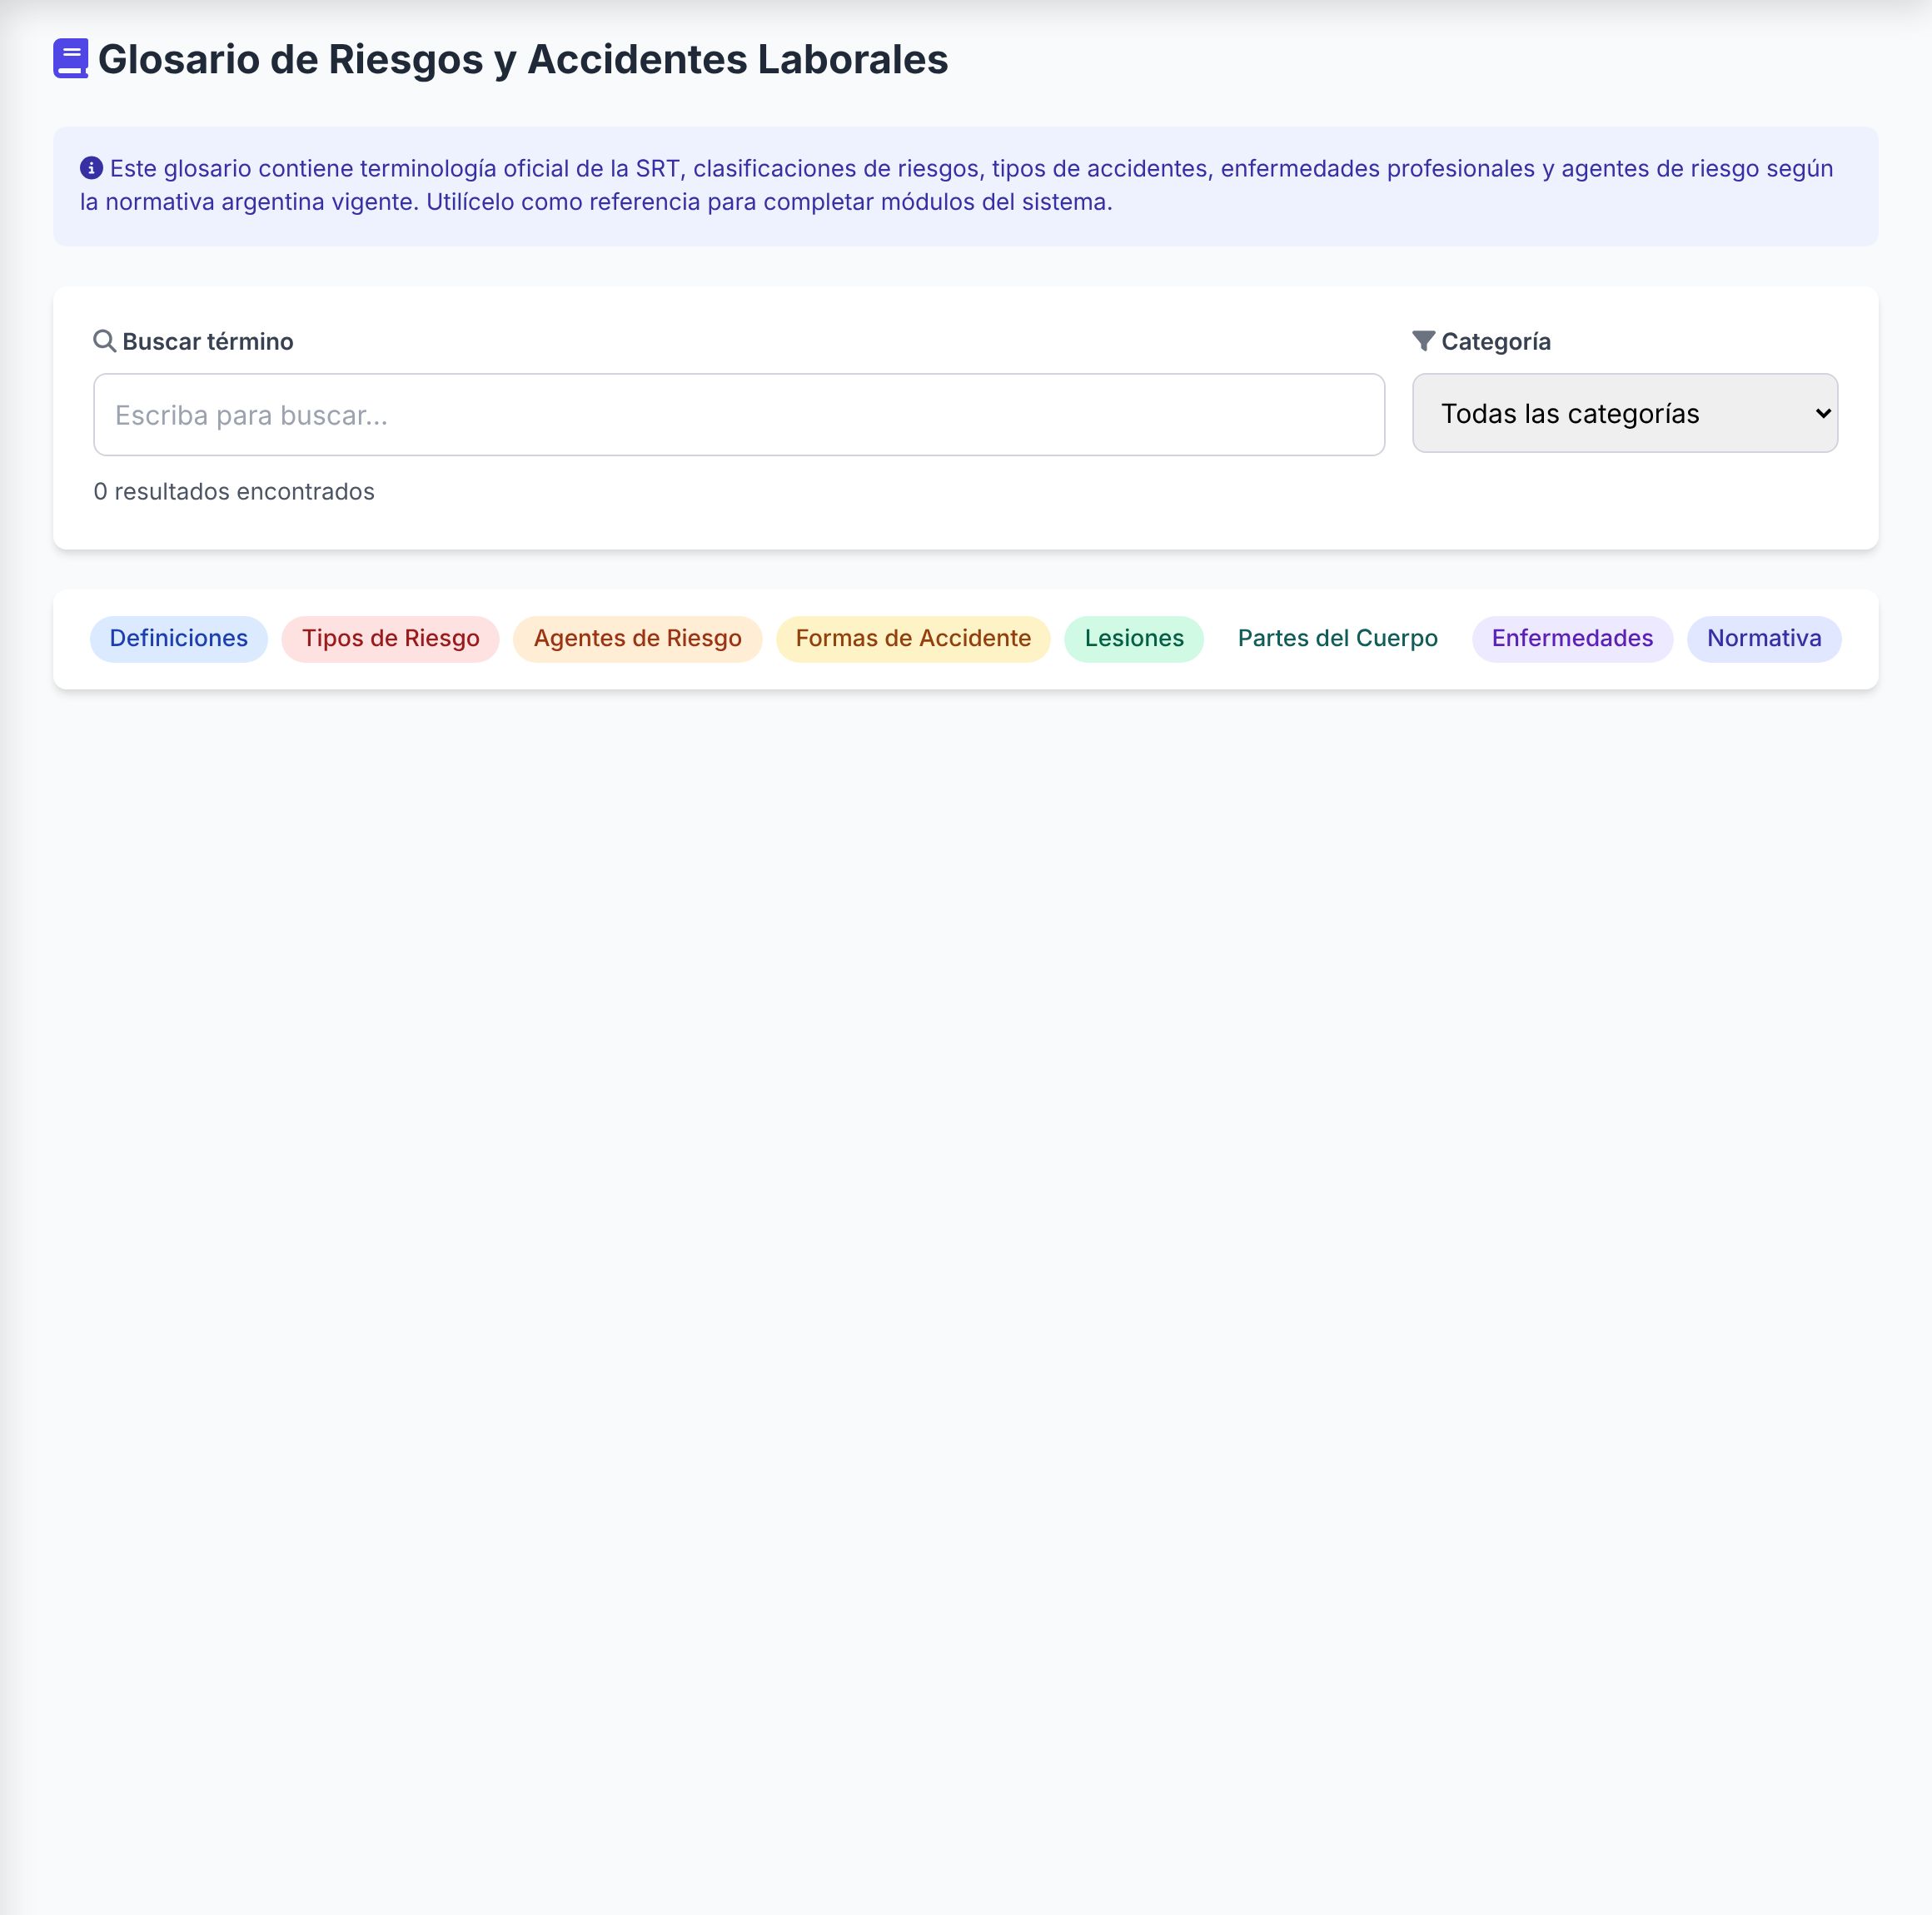 Glosario de Riesgos y Accidentes Laborales
Este glosario contiene terminología oficial de la SRT, clasificaciones de riesgos, tipos de accidentes, enfermedades profesionales y agentes de riesgo según
la normativa argentina vigente. Utilícelo como referencia para completar módulos del sistema.
Buscar término
Categoría
Escriba para buscar...
Todas las categorías
0 resultados encontrados
Definiciones Tipos de Riesgo Agentes de Riesgo Formas de Accidente Lesiones Partes del Cuerpo Enfermedades Normativa